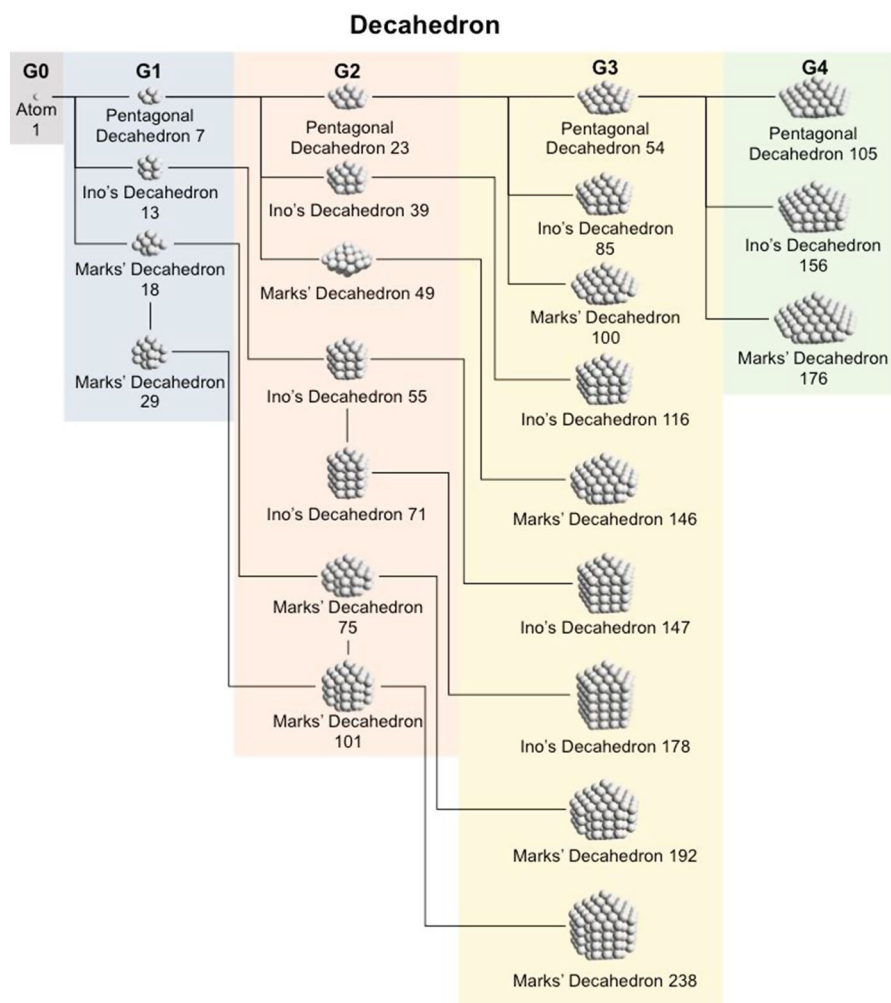 Decahedron
G0
Atom
1
G1
Pentagonal
Decahedron 7
Ino's Decahedron
13
Marks' Decahedron
18
Marks' Decahedron
29
G2
Pentagonal
Decahedron 23
Ino's Decahedron 39
Marks' Decahedron 49
Ino's Decahedron 55
Ino's Decahedron 71
Marks' Decahedron
75
Marks' Decahedron
101
G3
Pentagonal
Decahedron 54
Ino's Decahedron
85
Marks' Decahedron
100
Ino's Decahedron 116
Marks' Decahedron 146
Ino's Decahedron 147
Ino's Decahedron 178
Marks' Decahedron 192
Marks' Decahedron 238
G4
Pentagonal
Decahedron 105
Ino's Decahedron
156
Marks' Decahedron
176